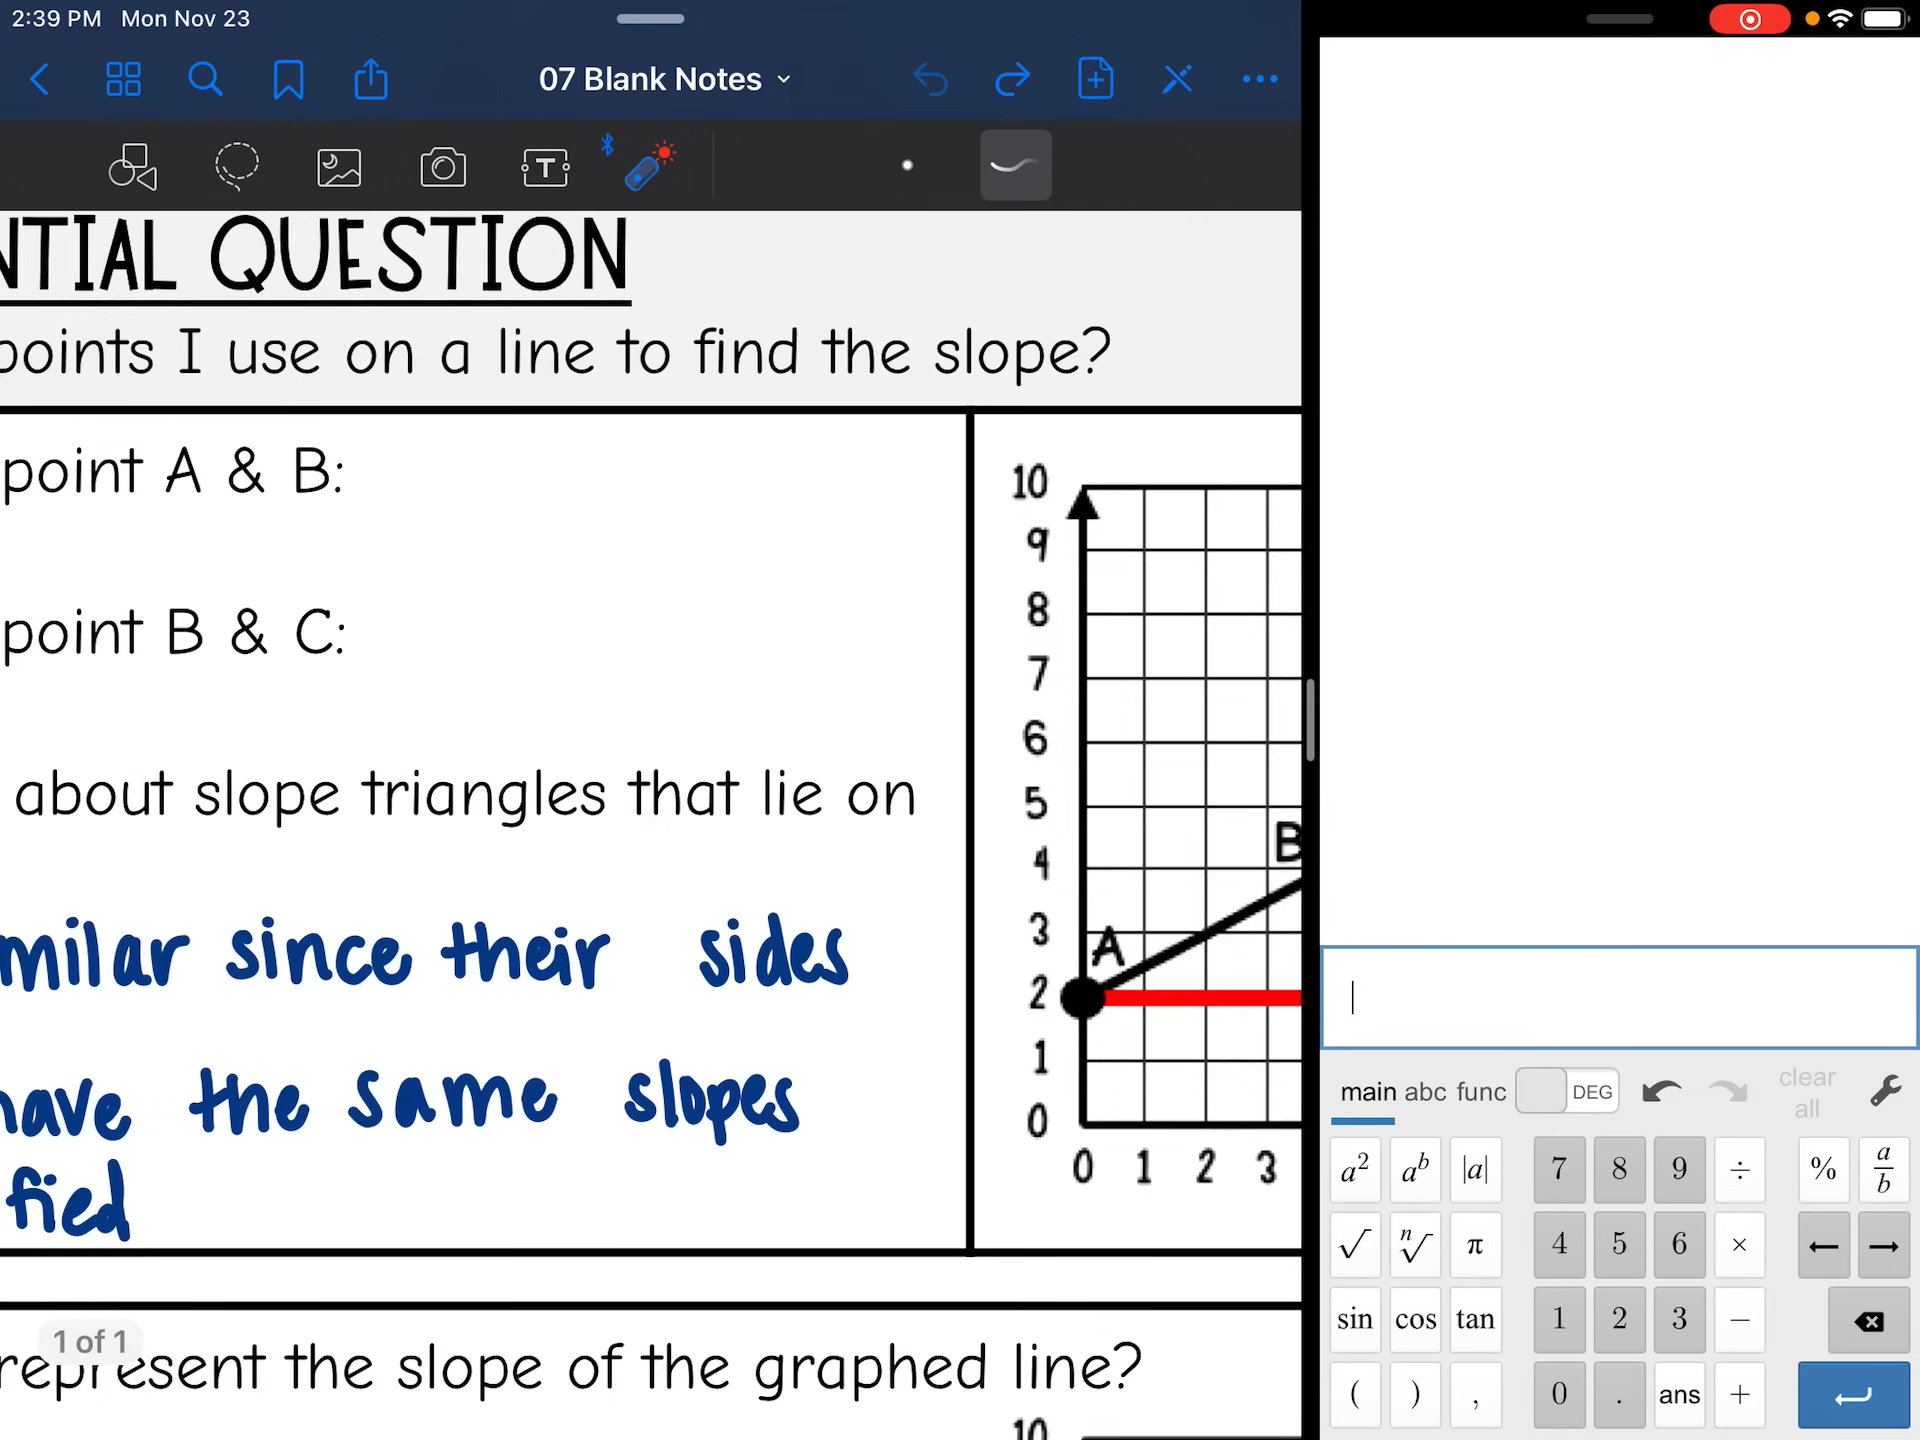 2:39 PM Mon Nov 23
07 Blank Notes
T
NTIAL QUESTION
points I use on a line to find the slope?
point A & B:
point B & C:
about slope triangles that lie on
milar since their sides
have the same slopes
fied
10
9
8
7
6
5
4
3
2
1
0
B
A
0 1 2 3
1 of 1
represent the slope of the graphed line?
10
main abc func DEG clear all
a² aᵇ |a| 7 8 9 ÷ % a/b
√ ⁿ√ π 4 5 6 × ← →
sin cos tan 1 2 3 −
( ) , 0 . ans +